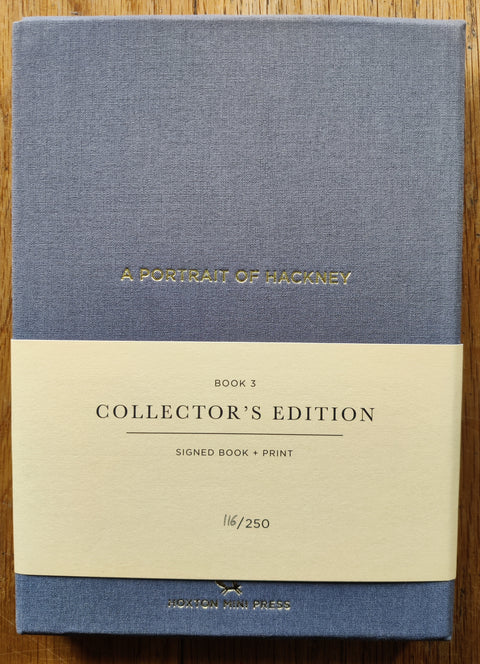 A PORTRAIT OF HACKNEY
BOOK 3
COLLECTOR'S EDITION
SIGNED BOOK + PRINT
116/250
HOXTON MINI PRESS